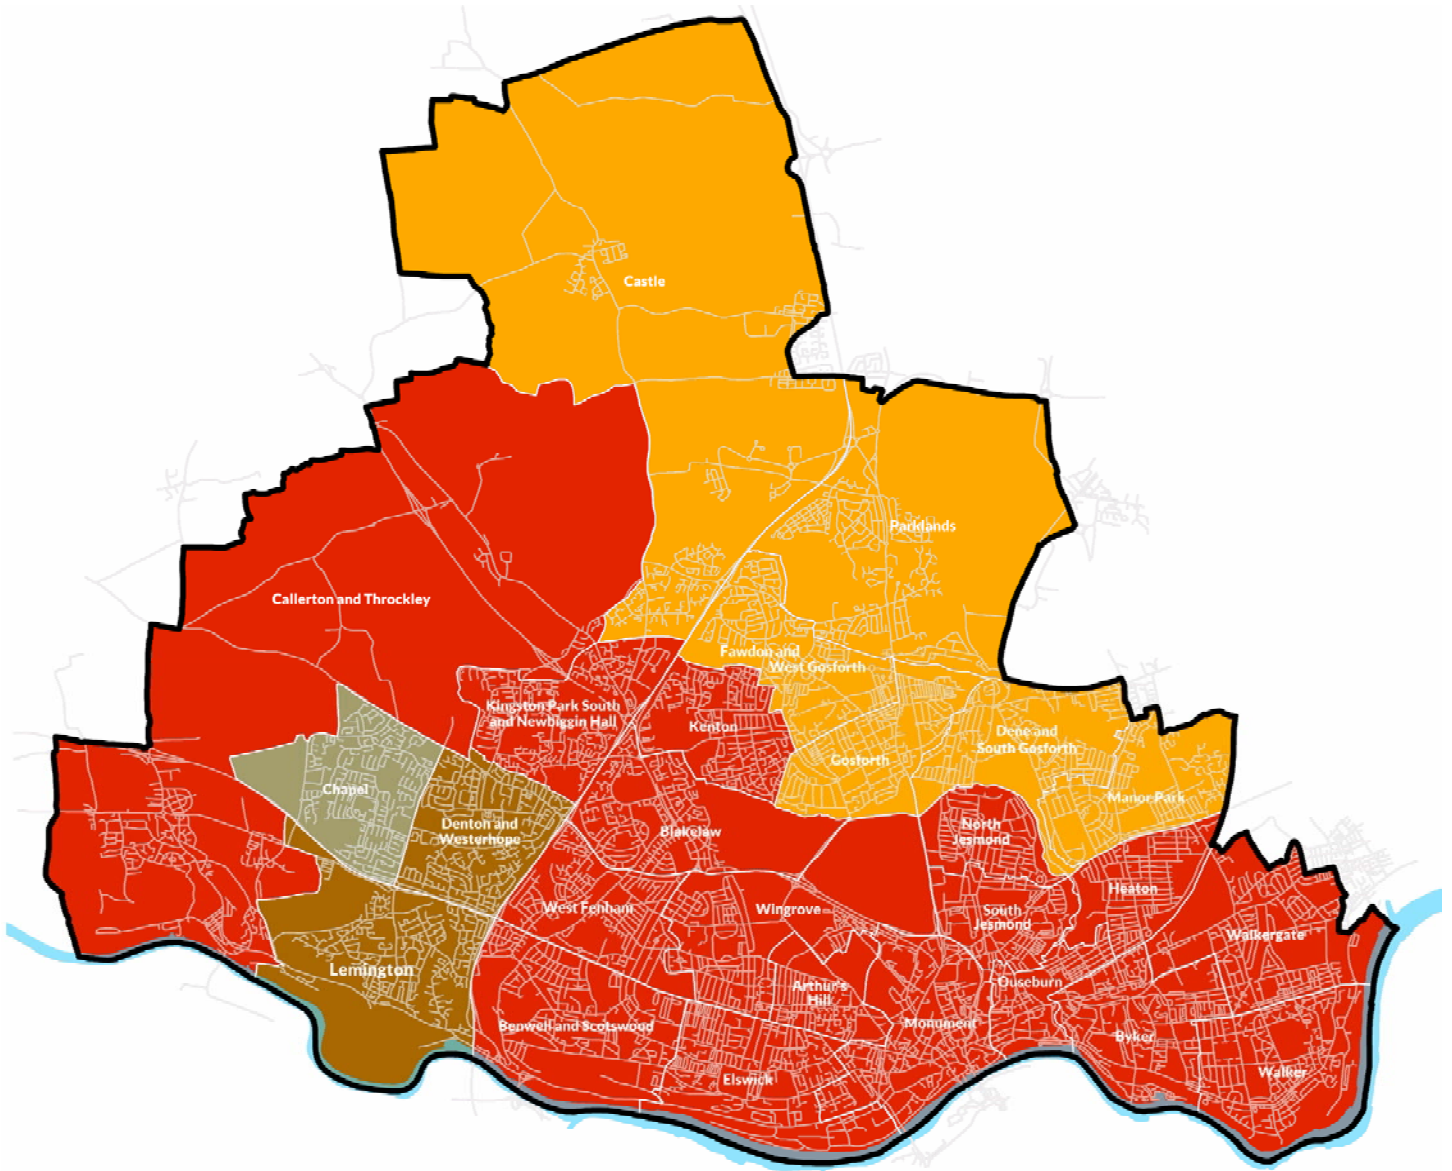 Castle
Parklands
Callerton and Throckley
Fawdon and
West Gosforth
Kingston Park South
and Newbiggin Hall
Kenton
Dene and
South Gosforth
Gosforth
Chapel
Manor Park
Denton and
Westerhope
Blakelaw
North
Jesmond
Heaton
West Fenham
Wingrove
South
Jesmond
Walkergate
Lemington
Arthur's
Hill
Ouseburn
Benwell and Scotswood
Monument
Byker
Elswick
Walker